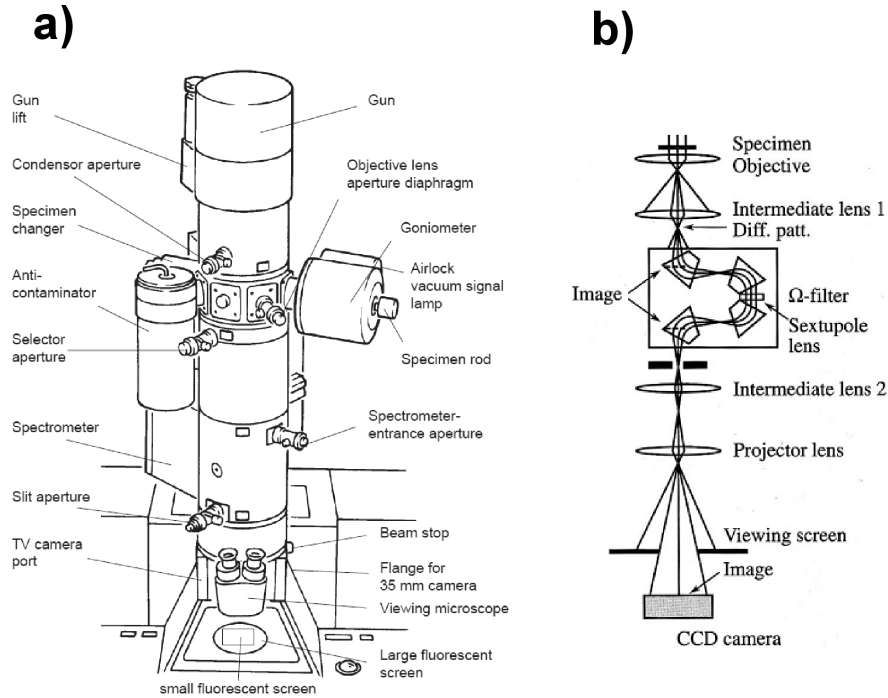 a)
Gun
lift
Condensor aperture
Specimen
changer
Anti-
contaminator
Selector
aperture
Spectrometer
Slit aperture
TV camera
port
Gun
Objective lens
aperture diaphragm
Goniometer
Airlock
vacuum signal
lamp
Specimen rod
Spectrometer-
entrance aperture
Beam stop
Flange for
35 mm camera
Viewing microscope
Large fluorescent
screen
small fluorescent screen
b)
Specimen
Objective
Intermediate lens 1
Diff. patt.
Image
Ω-filter
Sextupole
lens
Intermediate lens 2
Projector lens
Viewing screen
Image
CCD camera